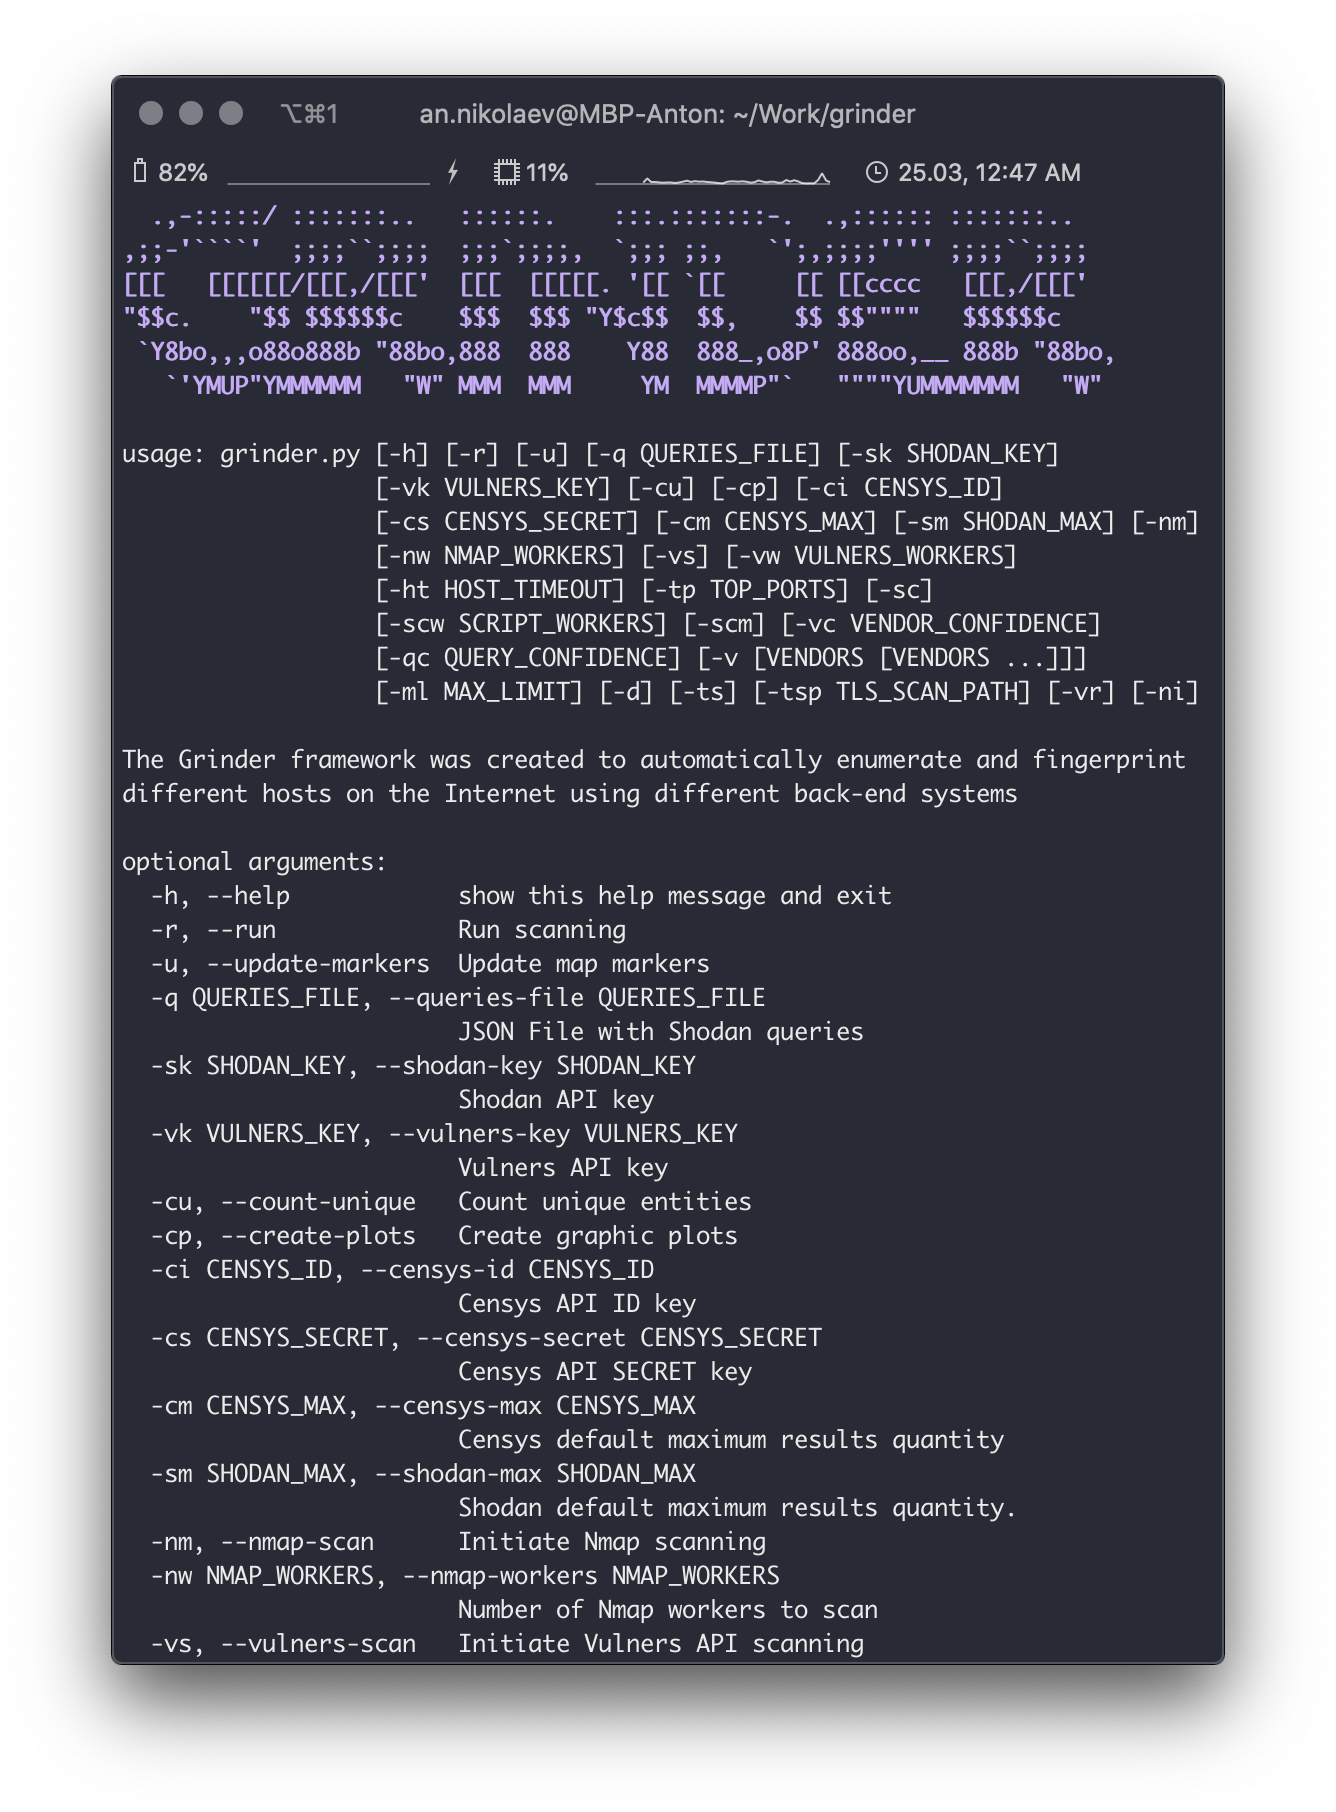 ⌥⌘1 an.nikolaev@MBP-Anton: ~/Work/grinder
82% 11% 25.03, 12:47 AM
  .,-:::::/ :::::::..   ::::::.    :::.:::::::-.  .,:::::: :::::::..
,;;-'````'  ;;;;``;;;;  ;;;`;;;;,  `;;; ;;,   `';,;;;;'''' ;;;;``;;;;
[[[   [[[[[[/[[[,/[[['  [[[  [[[[[. '[[ `[[     [[ [[cccc   [[[,/[[['
"$$c.    "$$ $$$$$$c    $$$  $$$ "Y$c$$  $$,    $$ $$""""   $$$$$$c
 `Y8bo,,,o88o888b "88bo,888  888    Y88  888_,o8P' 888oo,__ 888b "88bo,
   `'YMUP"YMMMMMM   "W" MMM  MMM     YM  MMMMP"`   """"YUMMMMMMM   "W"
usage: grinder.py [-h] [-r] [-u] [-q QUERIES_FILE] [-sk SHODAN_KEY]
                  [-vk VULNERS_KEY] [-cu] [-cp] [-ci CENSYS_ID]
                  [-cs CENSYS_SECRET] [-cm CENSYS_MAX] [-sm SHODAN_MAX] [-nm]
                  [-nw NMAP_WORKERS] [-vs] [-vw VULNERS_WORKERS]
                  [-ht HOST_TIMEOUT] [-tp TOP_PORTS] [-sc]
                  [-scw SCRIPT_WORKERS] [-scm] [-vc VENDOR_CONFIDENCE]
                  [-qc QUERY_CONFIDENCE] [-v [VENDORS [VENDORS ...]]]
                  [-ml MAX_LIMIT] [-d] [-ts] [-tsp TLS_SCAN_PATH] [-vr] [-ni]
The Grinder framework was created to automatically enumerate and fingerprint
different hosts on the Internet using different back-end systems
optional arguments:
  -h, --help            show this help message and exit
  -r, --run             Run scanning
  -u, --update-markers  Update map markers
  -q QUERIES_FILE, --queries-file QUERIES_FILE
                        JSON File with Shodan queries
  -sk SHODAN_KEY, --shodan-key SHODAN_KEY
                        Shodan API key
  -vk VULNERS_KEY, --vulners-key VULNERS_KEY
                        Vulners API key
  -cu, --count-unique   Count unique entities
  -cp, --create-plots   Create graphic plots
  -ci CENSYS_ID, --censys-id CENSYS_ID
                        Censys API ID key
  -cs CENSYS_SECRET, --censys-secret CENSYS_SECRET
                        Censys API SECRET key
  -cm CENSYS_MAX, --censys-max CENSYS_MAX
                        Censys default maximum results quantity
  -sm SHODAN_MAX, --shodan-max SHODAN_MAX
                        Shodan default maximum results quantity.
  -nm, --nmap-scan      Initiate Nmap scanning
  -nw NMAP_WORKERS, --nmap-workers NMAP_WORKERS
                        Number of Nmap workers to scan
  -vs, --vulners-scan   Initiate Vulners API scanning